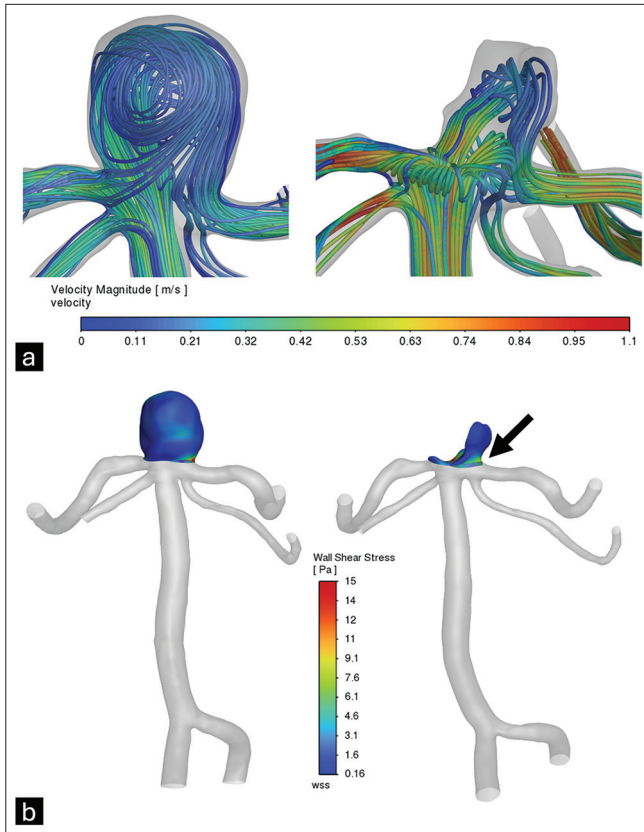 Velocity Magnitude [ m/s ]
velocity
0 0.11 0.21 0.32 0.42 0.53 0.63 0.74 0.84 0.95 1.1
a
Wall Shear Stress
[ Pa ]
15
14
12
11
9.1
7.6
6.1
4.6
3.1
1.6
0.16
wss
b